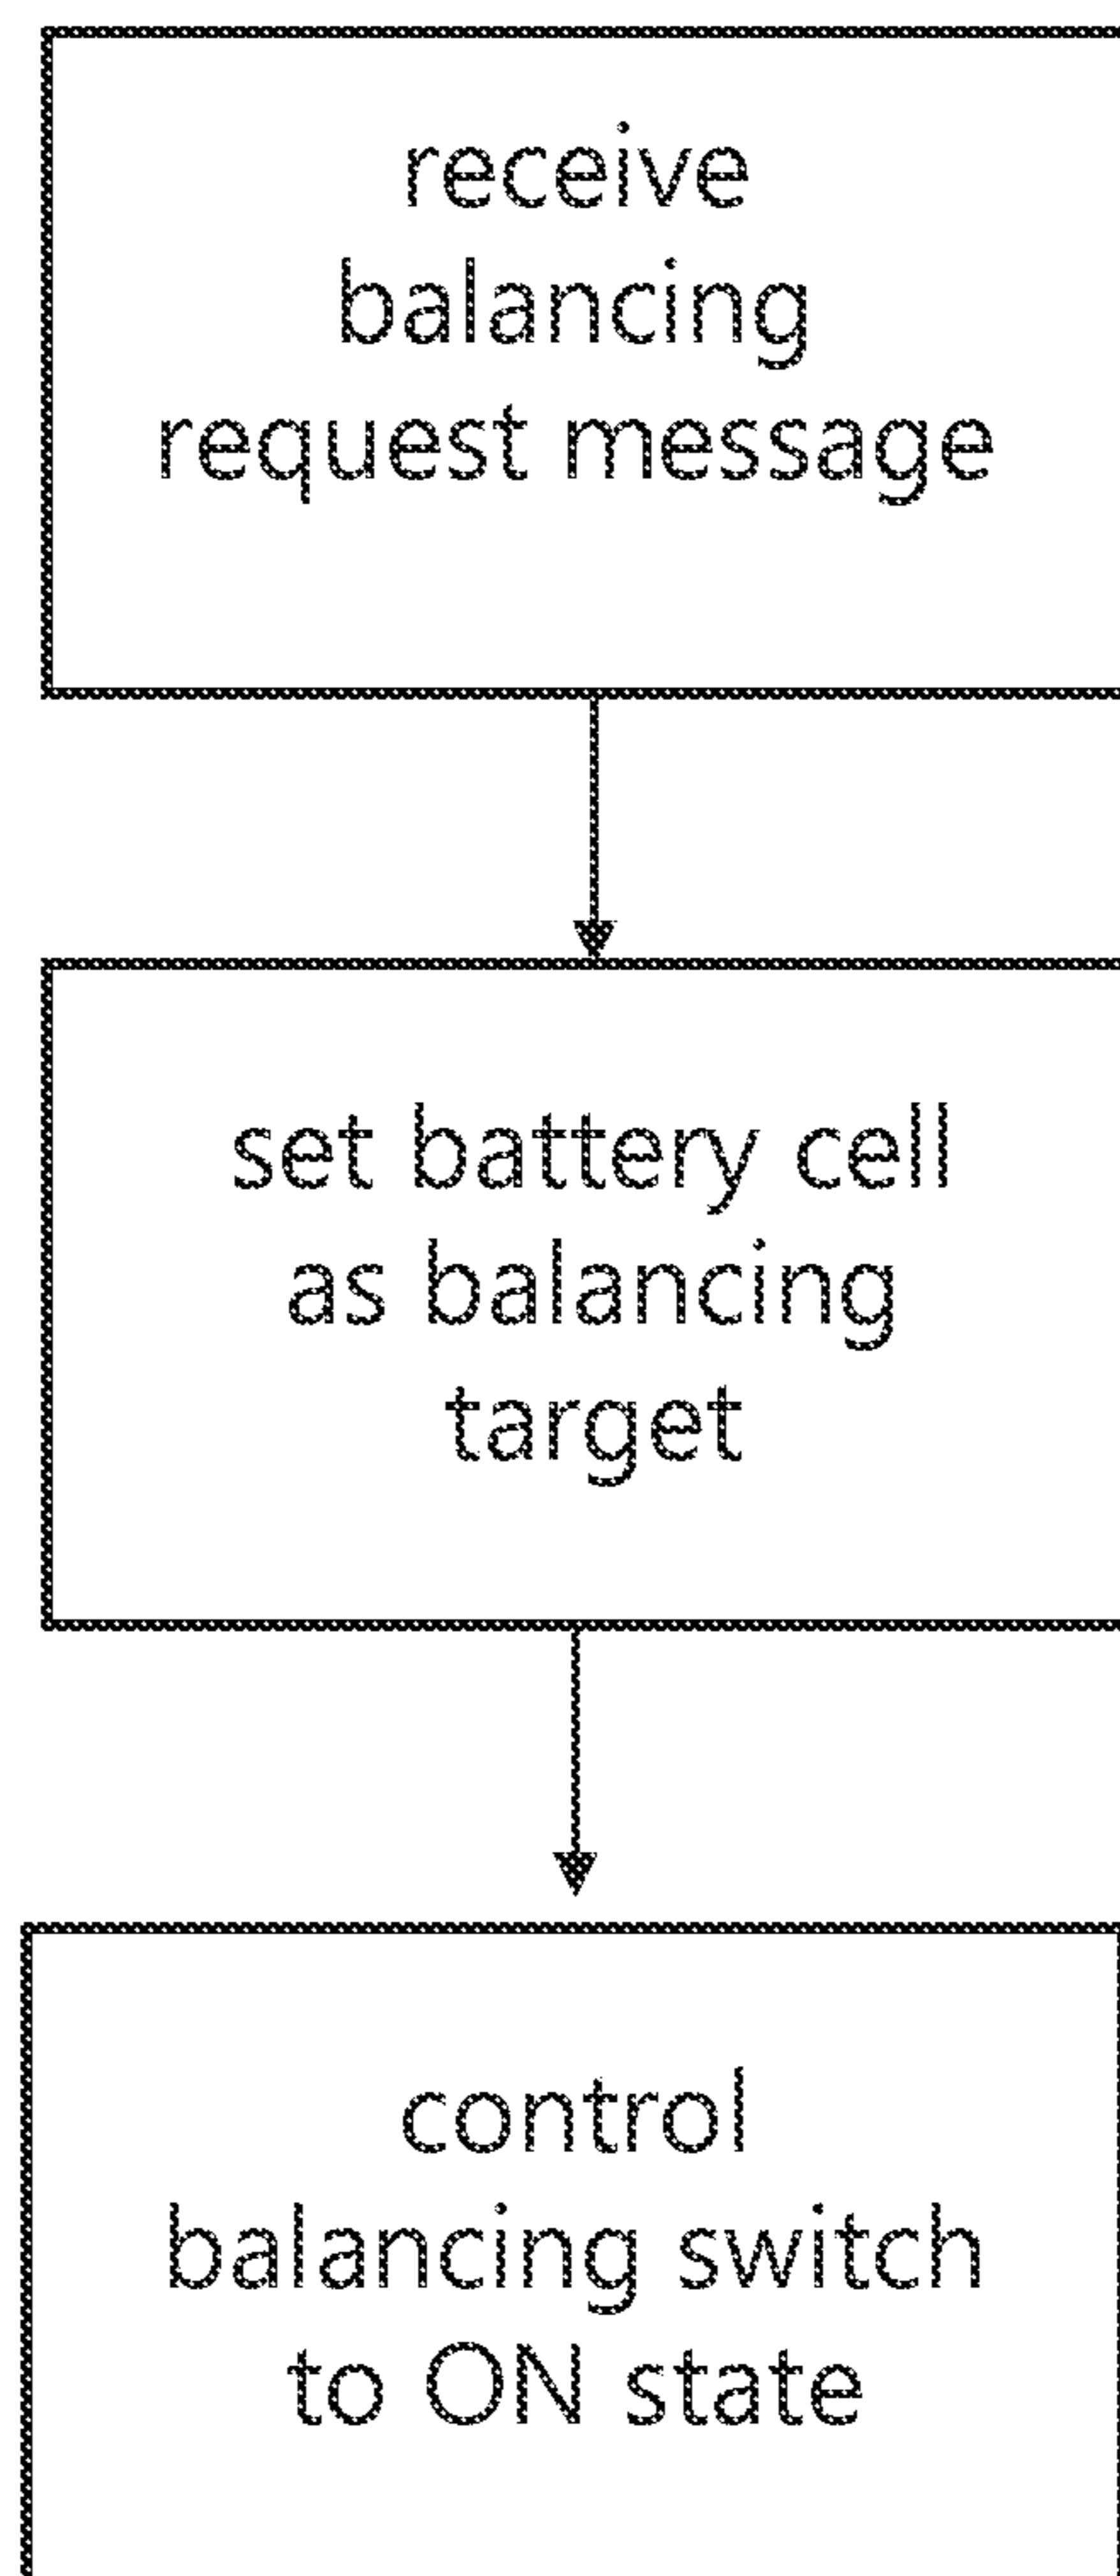 receive
balancing
request message
set battery cell
as balancing
target
control
balancing switch
to ON state